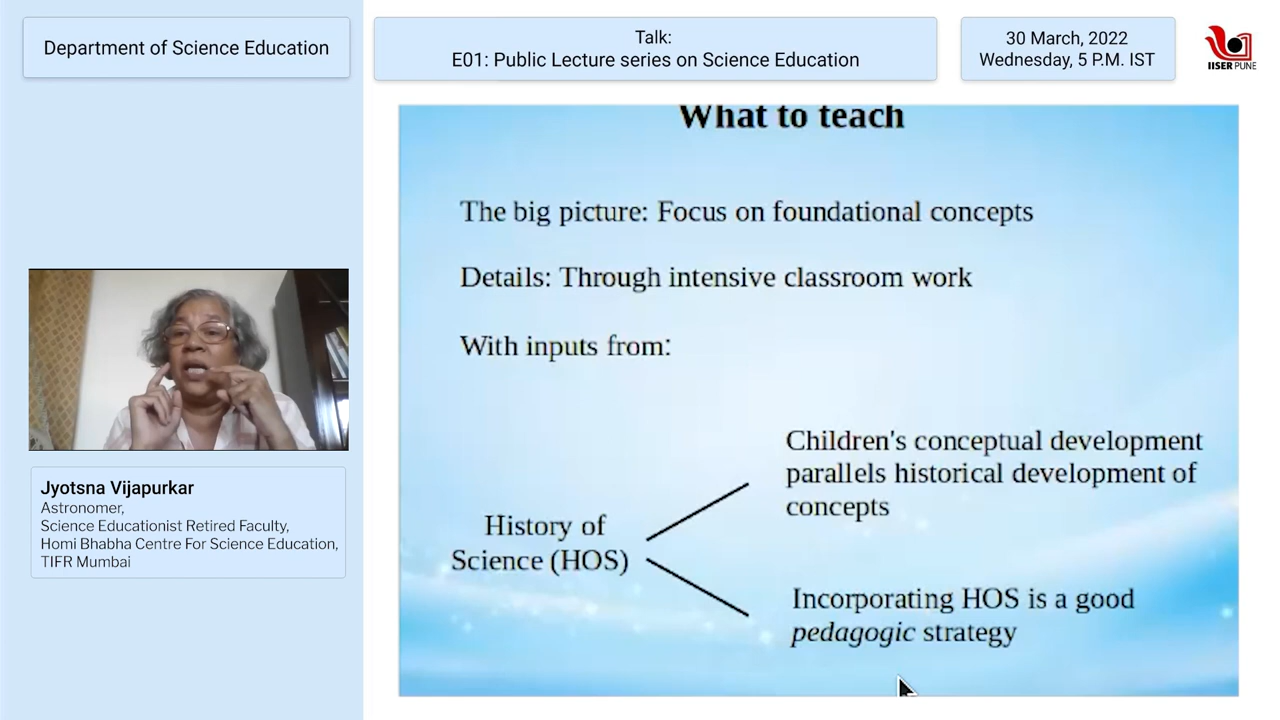 Department of Science Education
Talk:
E01: Public Lecture series on Science Education
30 March, 2022
Wednesday, 5 P.M. IST
IISER PUNE
What to teach
The big picture: Focus on foundational concepts
Details: Through intensive classroom work
With inputs from:
History of
Science (HOS)
Children's conceptual development
parallels historical development of
concepts
Incorporating HOS is a good
pedagogic strategy
Jyotsna Vijapurkar
Astronomer,
Science Educationist Retired Faculty,
Homi Bhabha Centre For Science Education,
TIFR Mumbai